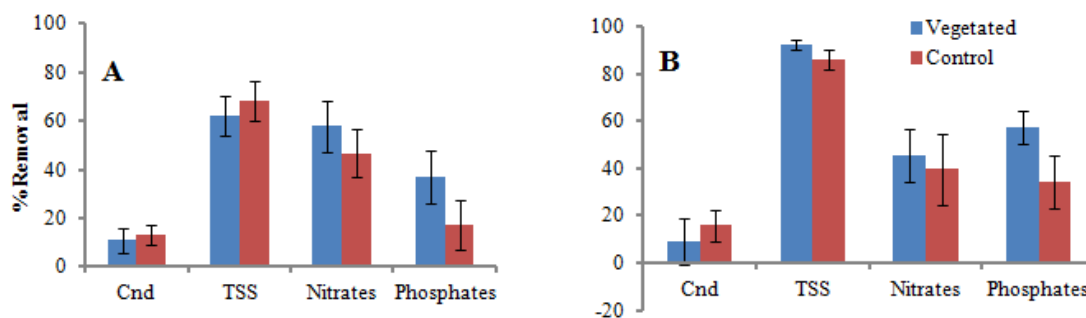 100
80
60
40
20
0
%Removal
A
Cnd TSS Nitrates Phosphates
100
80
60
40
20
0
-20
B
Vegetated
Control
Cnd TSS Nitrates Phosphates